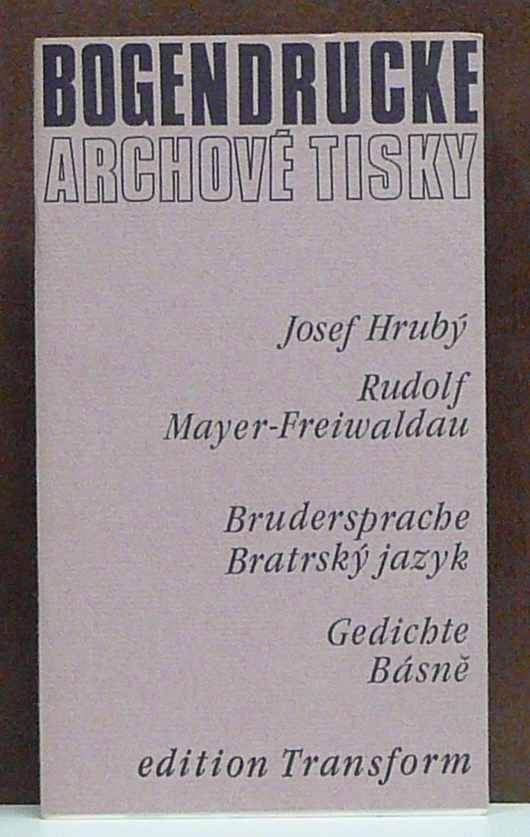 BOGENDRUCKE
ARCHOVÉ TISKY
Josef Hrubý
Rudolf
Mayer-Freiwaldau
Brudersprache
Bratrský jazyk
Gedichte
Básně
edition Transform